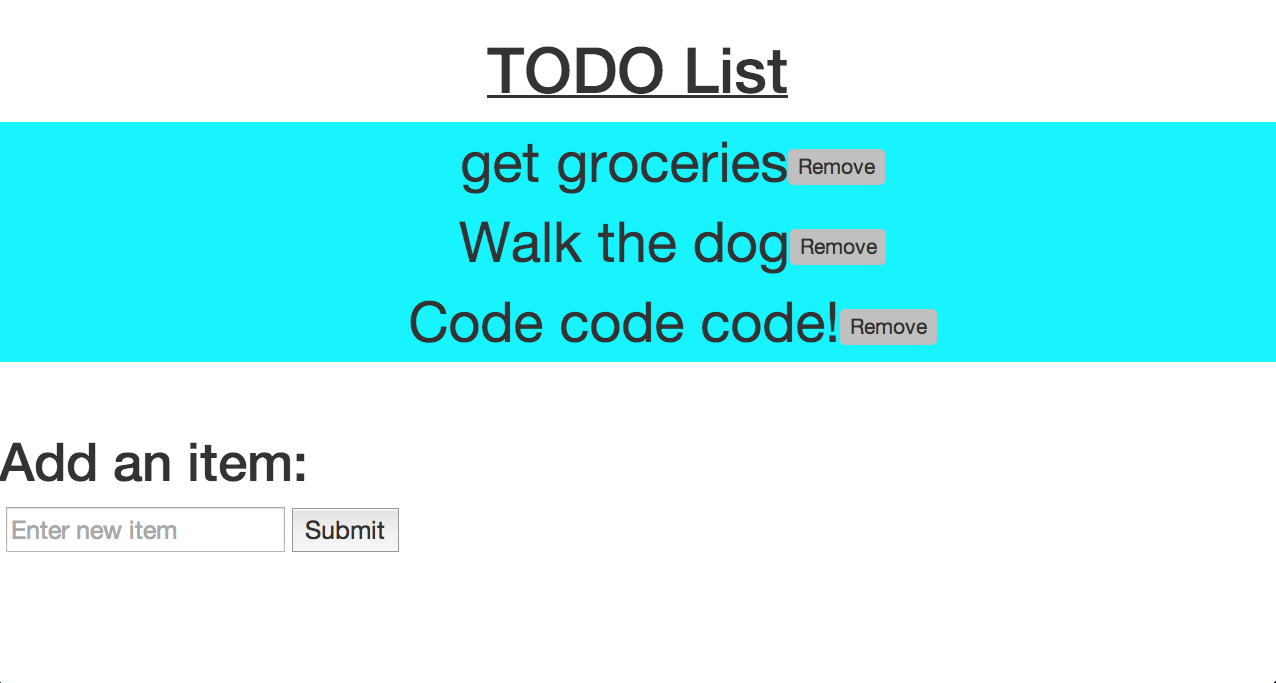 TODO List
get groceries Remove
Walk the dog Remove
Code code code! Remove
Add an item:
Enter new item Submit